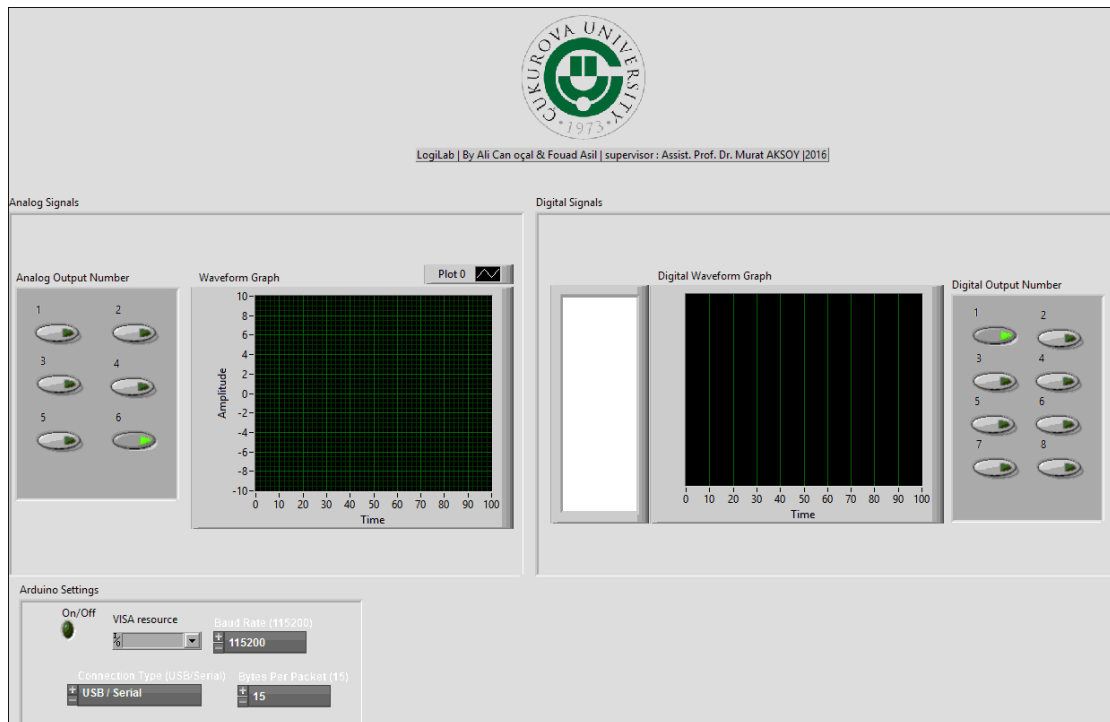 ÇUKUROVA UNIVERSITY
•1973•
LogiLab | By Ali Can oçal & Fouad Asil | supervisor : Assist. Prof. Dr. Murat AKSOY |2016
Analog Signals
Analog Output Number
1 2
3 4
5 6
Waveform Graph
Plot 0
10
8
6
4
2
0
-2
-4
-6
-8
-10
Amplitude
0 10 20 30 40 50 60 70 80 90 100
Time
Digital Signals
Digital Waveform Graph
0 10 20 30 40 50 60 70 80 90 100
Time
Digital Output Number
1 2
3 4
5 6
7 8
Arduino Settings
On/Off
VISA resource
I/O
Baud Rate (115200)
115200
Connection Type (USB/Serial)
USB / Serial
Bytes Per Packet (15)
15